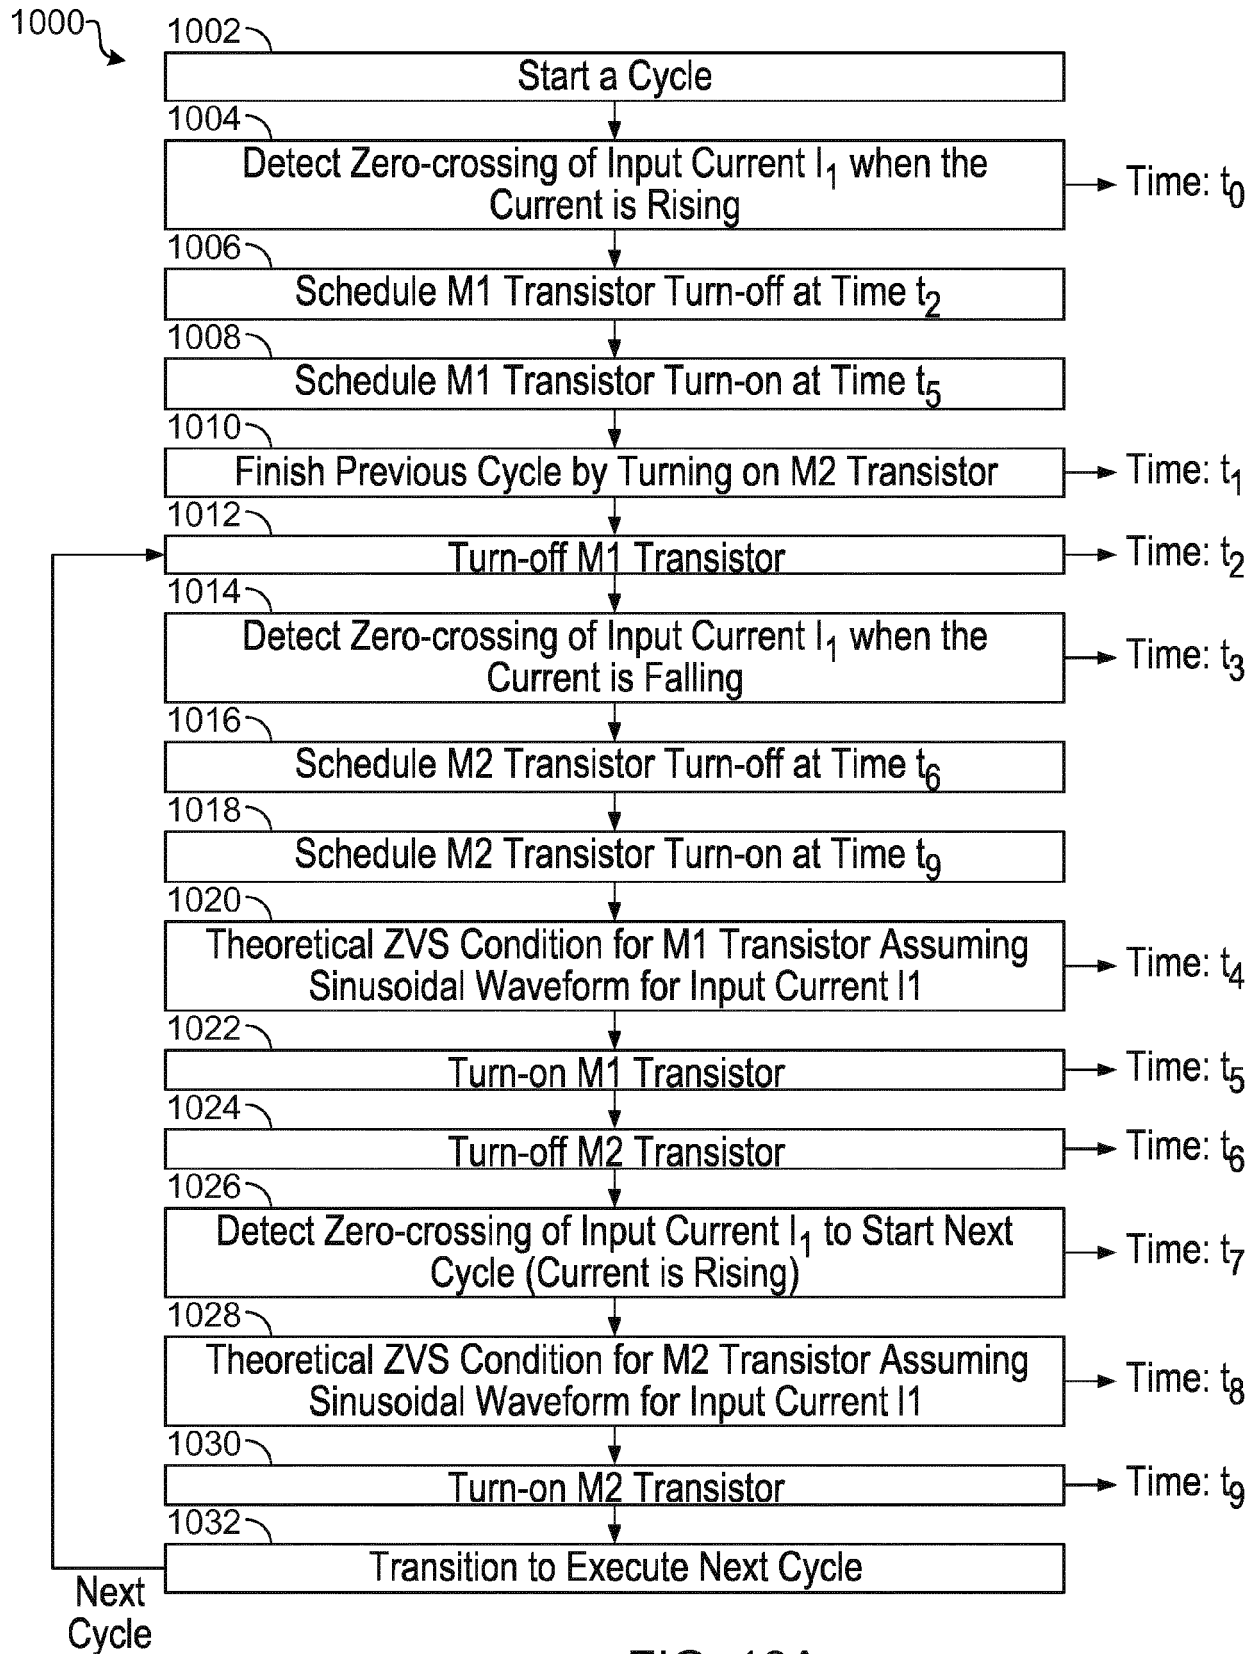 1000
1002
Start a Cycle
1004
Detect Zero-crossing of Input Current I1 when the
Current is Rising
Time: t0
1006
Schedule M1 Transistor Turn-off at Time t2
1008
Schedule M1 Transistor Turn-on at Time t5
1010
Finish Previous Cycle by Turning on M2 Transistor
Time: t1
1012
Turn-off M1 Transistor
Time: t2
1014
Detect Zero-crossing of Input Current I1 when the
Current is Falling
Time: t3
1016
Schedule M2 Transistor Turn-off at Time t6
1018
Schedule M2 Transistor Turn-on at Time t9
1020
Theoretical ZVS Condition for M1 Transistor Assuming
Sinusoidal Waveform for Input Current I1
Time: t4
1022
Turn-on M1 Transistor
Time: t5
1024
Turn-off M2 Transistor
Time: t6
1026
Detect Zero-crossing of Input Current I1 to Start Next
Cycle (Current is Rising)
Time: t7
1028
Theoretical ZVS Condition for M2 Transistor Assuming
Sinusoidal Waveform for Input Current I1
Time: t8
1030
Turn-on M2 Transistor
Time: t9
1032
Transition to Execute Next Cycle
Next
Cycle